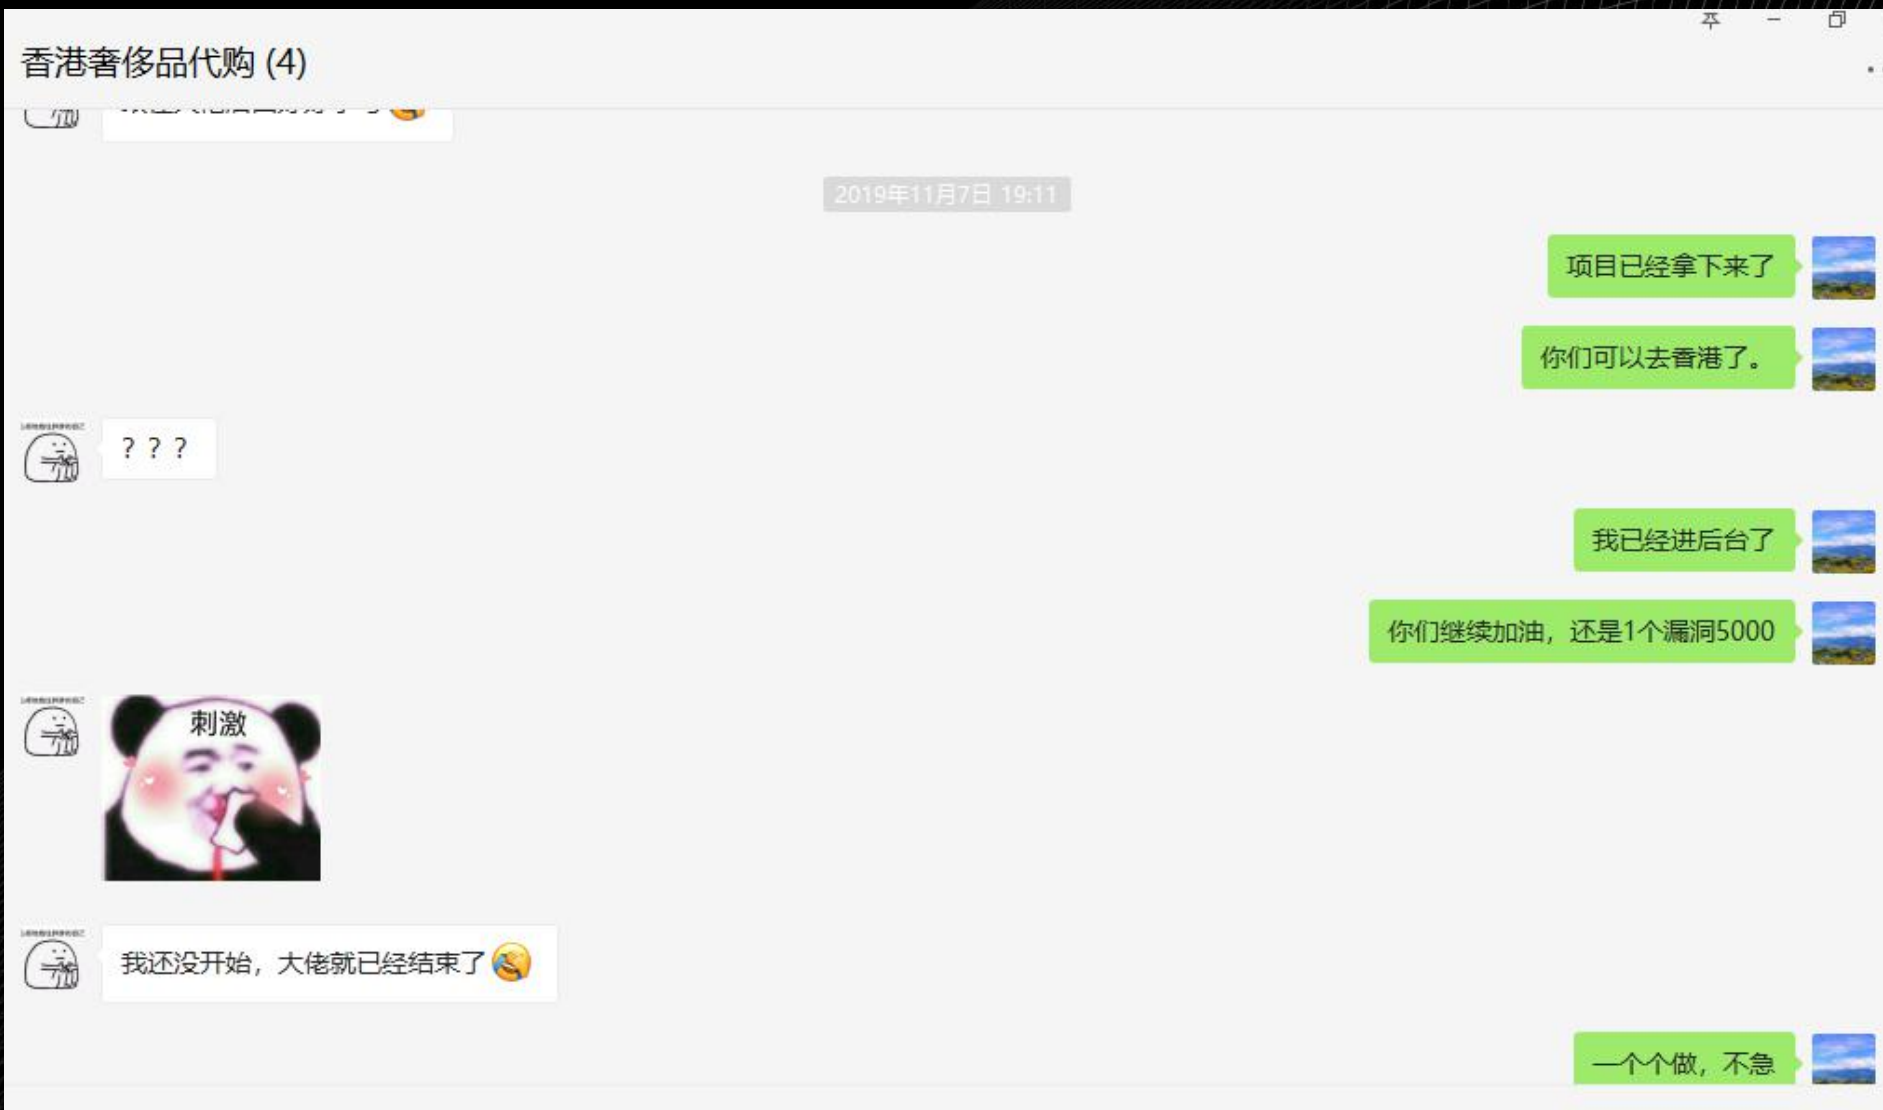 香港奢侈品代购 (4)
2019年11月7日 19:11
项目已经拿下来了
你们可以去香港了。
？？？
我已经进后台了
你们继续加油，还是1个漏洞5000
刺激
我还没开始，大佬就已经结束了
一个个做，不急